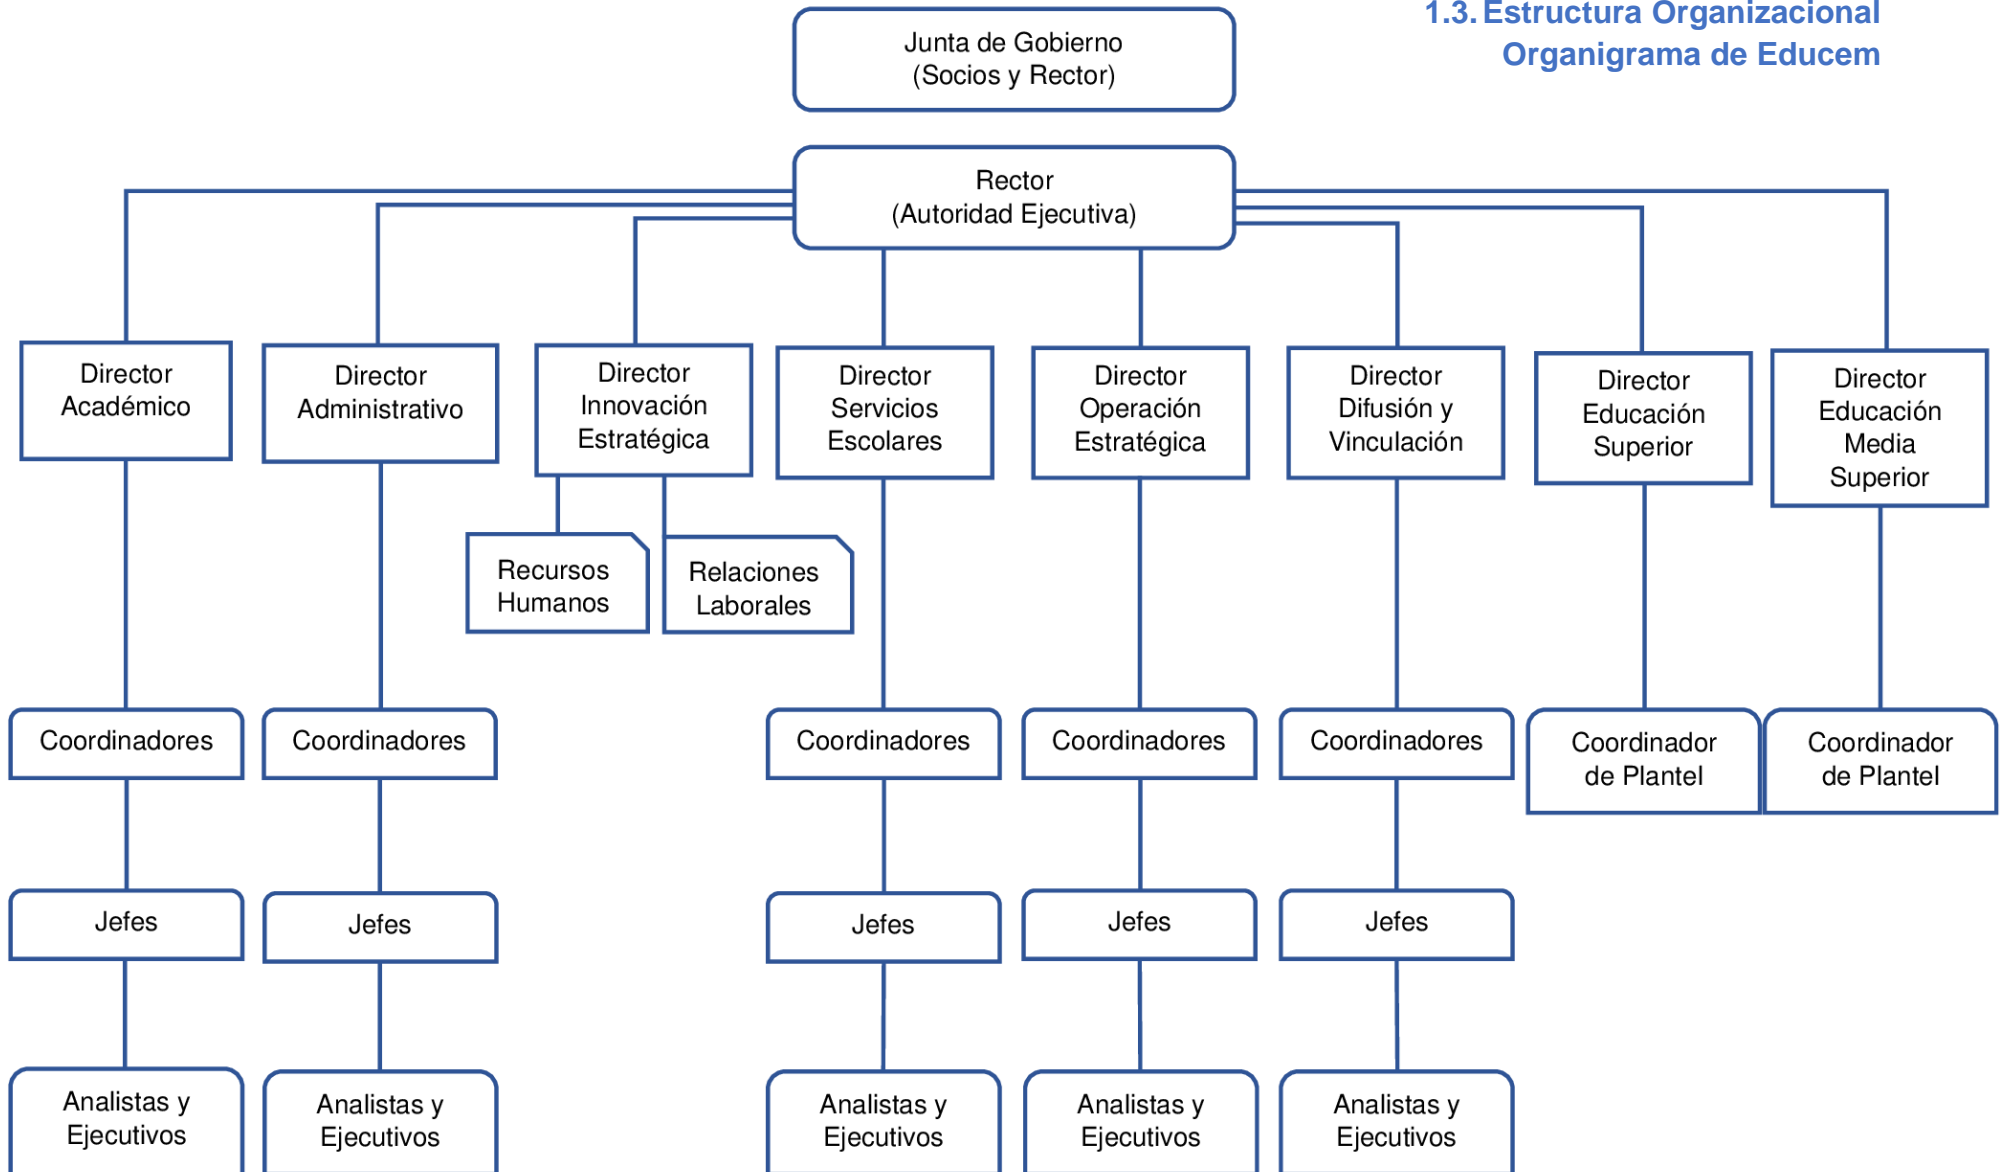 1.3. Estructura Organizacional
Organigrama de Educem
Junta de Gobierno
(Socios y Rector)
Rector
(Autoridad Ejecutiva)
Director
Académico
Director
Administrativo
Director
Innovación
Estratégica
Director
Servicios
Escolares
Director
Operación
Estratégica
Director
Difusión y
Vinculación
Director
Educación
Superior
Director
Educación
Media
Superior
Recursos
Humanos
Relaciones
Laborales
Coordinadores
Coordinadores
Coordinadores
Coordinadores
Coordinadores
Coordinador
de Plantel
Coordinador
de Plantel
Jefes
Jefes
Jefes
Jefes
Jefes
Analistas y
Ejecutivos
Analistas y
Ejecutivos
Analistas y
Ejecutivos
Analistas y
Ejecutivos
Analistas y
Ejecutivos